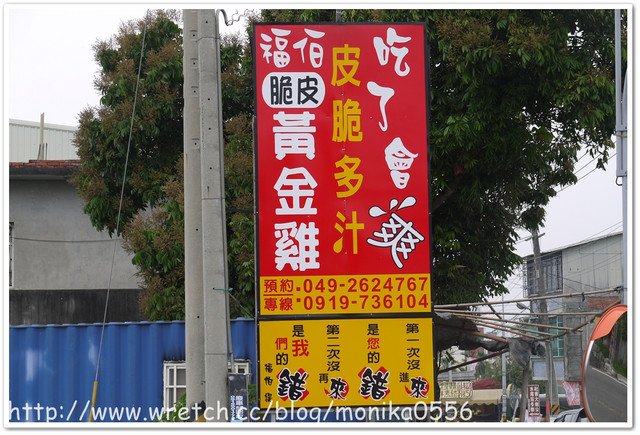 吃了會爽
皮脆多汁
福伯
脆皮
黃金雞
預約:049-2624767
專線:0919-736104
第一次沒進來
是您的錯
第二次沒再來
是我們的錯
http://www.wretch.cc/blog/monika0556